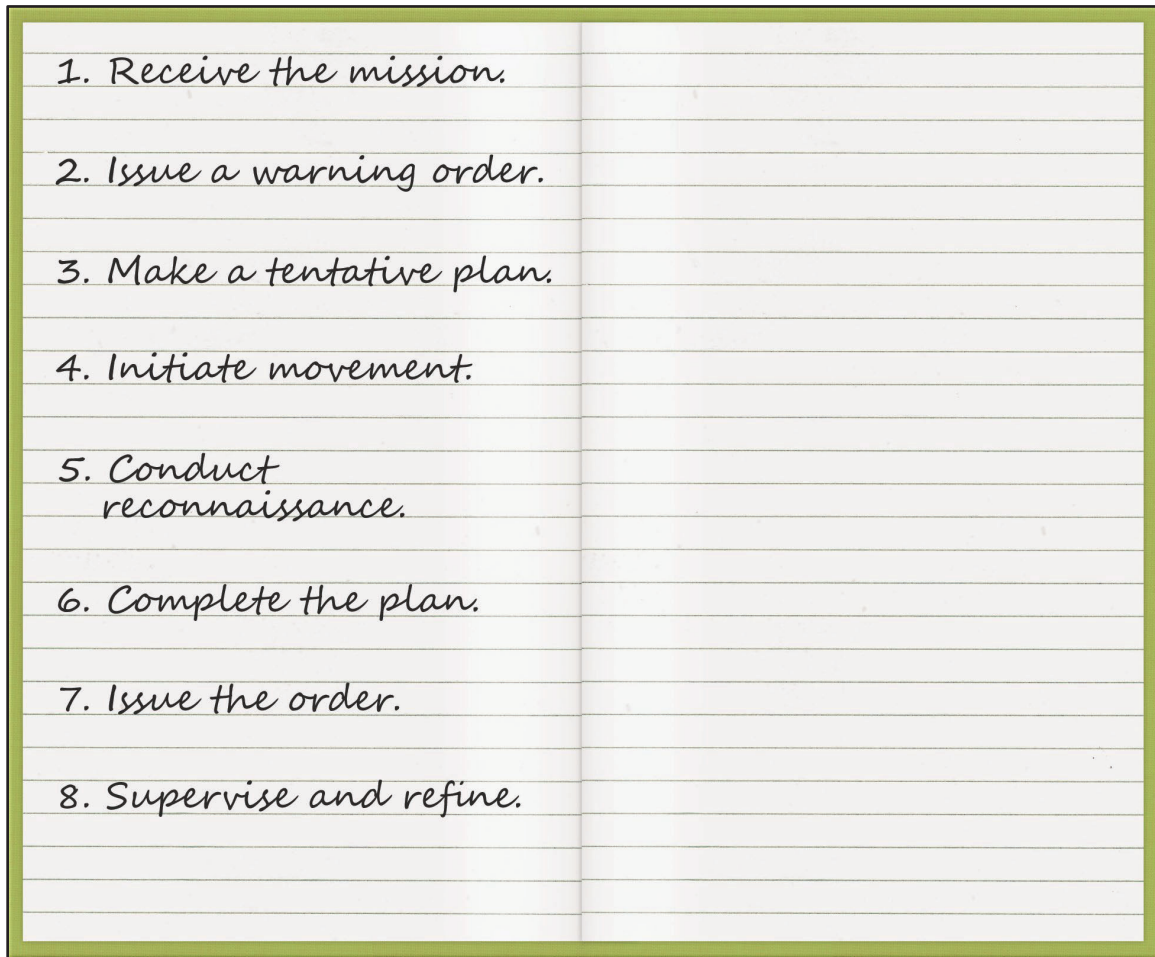 1. Receive the mission.
2. Issue a warning order.
3. Make a tentative plan.
4. Initiate movement.
5. Conduct
reconnaissance.
6. Complete the plan.
7. Issue the order.
8. Supervise and refine.